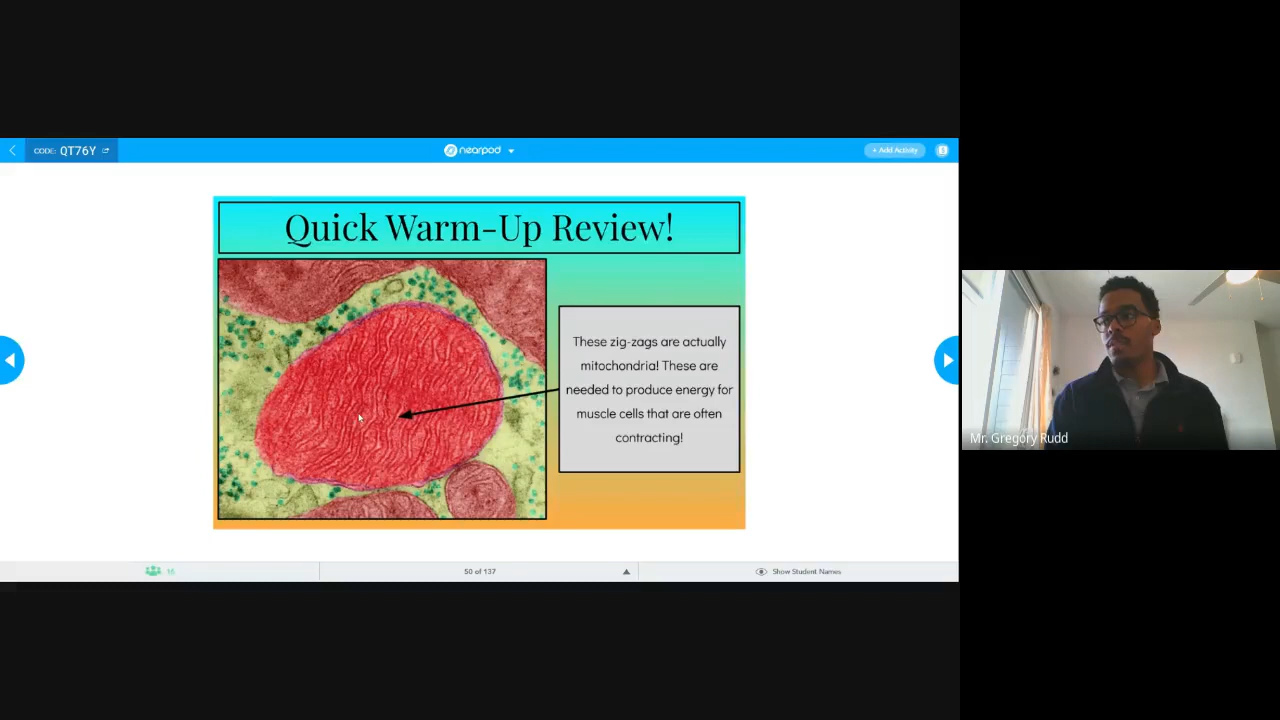 CODE: QT76Y
nearpod
+ Add Activity
Quick Warm-Up Review!
These zig-zags are actually
mitochondria! These are
needed to produce energy for
muscle cells that are often
contracting!
Mr. Gregory Rudd
15
50 of 137
Show Student Names